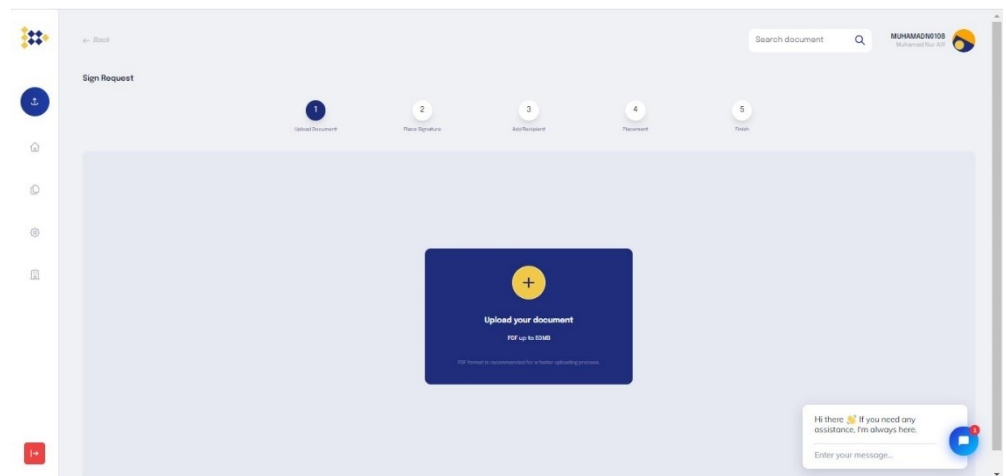 ← Back
Search document
MUHAMADN0108
Muhamad Nur Alif
Sign Request
1
2
3
4
5
Upload Document
Place Signature
Add Recipient
Placement
Finish
+
Upload your document
PDF up to
PDF format is recommended for a faster uploading process.
Hi there 👋 If you need any
assistance, I'm always here.
1
Enter your message...